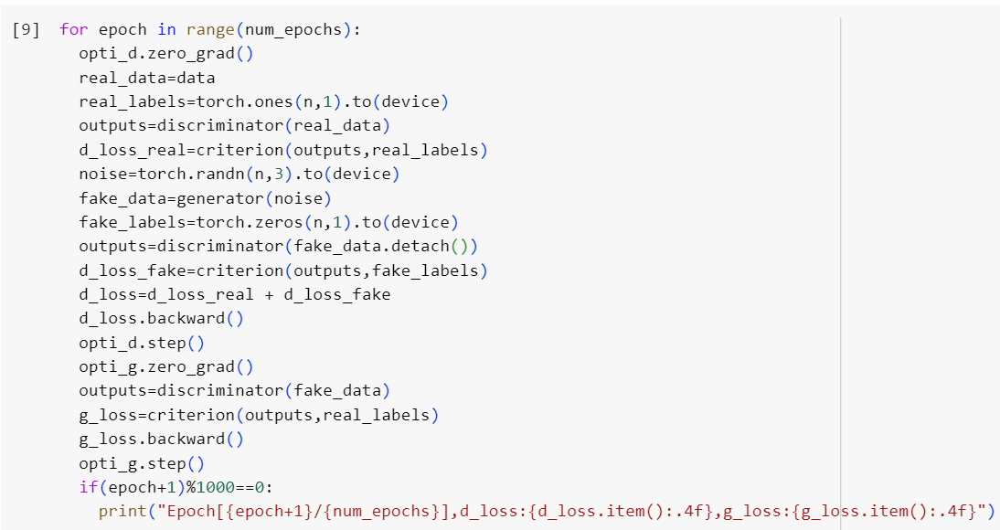 [9] for epoch in range(num_epochs):
opti_d.zero_grad()
real_data=data
real_labels=torch.ones(n,1).to(device)
outputs=discriminator(real_data)
d_loss_real=criterion(outputs,real_labels)
noise=torch.randn(n,3).to(device)
fake_data=generator(noise)
fake_labels=torch.zeros(n,1).to(device)
outputs=discriminator(fake_data.detach())
d_loss_fake=criterion(outputs,fake_labels)
d_loss=d_loss_real + d_loss_fake
d_loss.backward()
opti_d.step()
opti_g.zero_grad()
outputs=discriminator(fake_data)
g_loss=criterion(outputs,real_labels)
g_loss.backward()
opti_g.step()
if(epoch+1)%1000==0:
print("Epoch[{epoch+1}/{num_epochs}],d_loss:{d_loss.item():.4f},g_loss:{g_loss.item():.4f}")